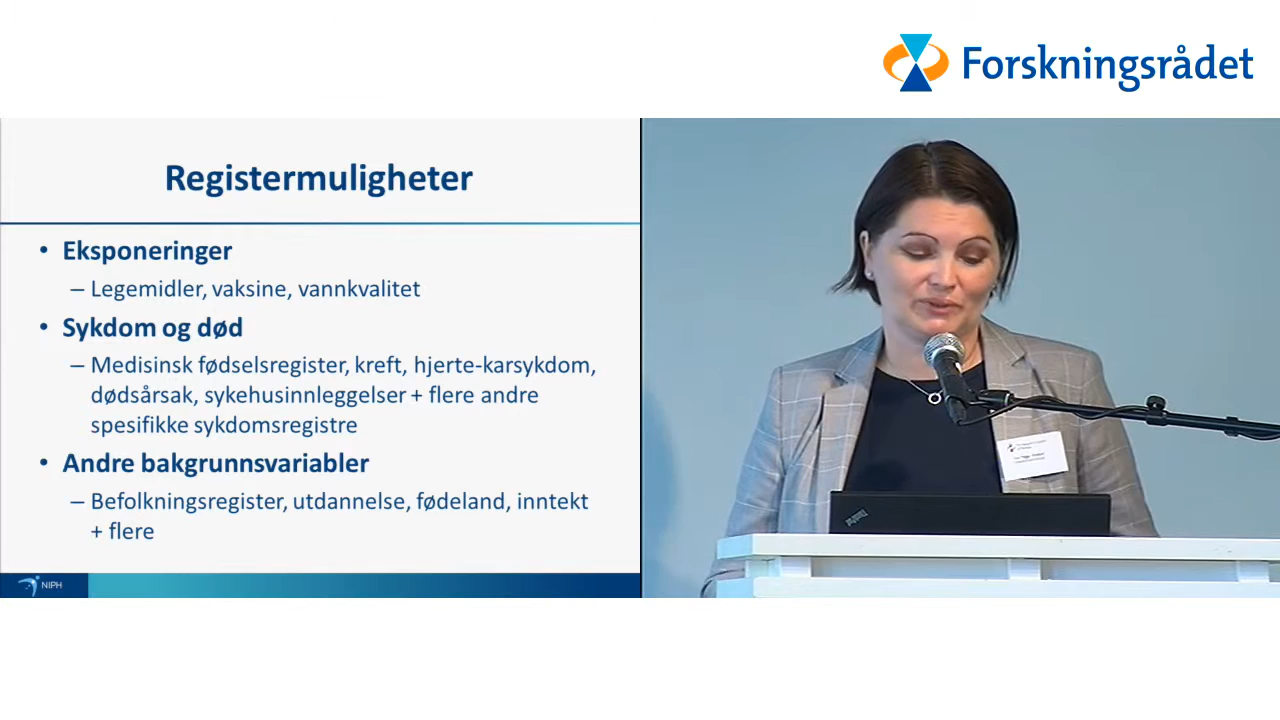 Forskningsrådet
Registermuligheter
• Eksponeringer
– Legemidler, vaksine, vannkvalitet
• Sykdom og død
– Medisinsk fødselsregister, kreft, hjerte-karsykdom,
dødsårsak, sykehusinnleggelser + flere andre
spesifikke sykdomsregistre
• Andre bakgrunnsvariabler
– Befolkningsregister, utdannelse, fødeland, inntekt
+ flere
NIPH
ThinkPad